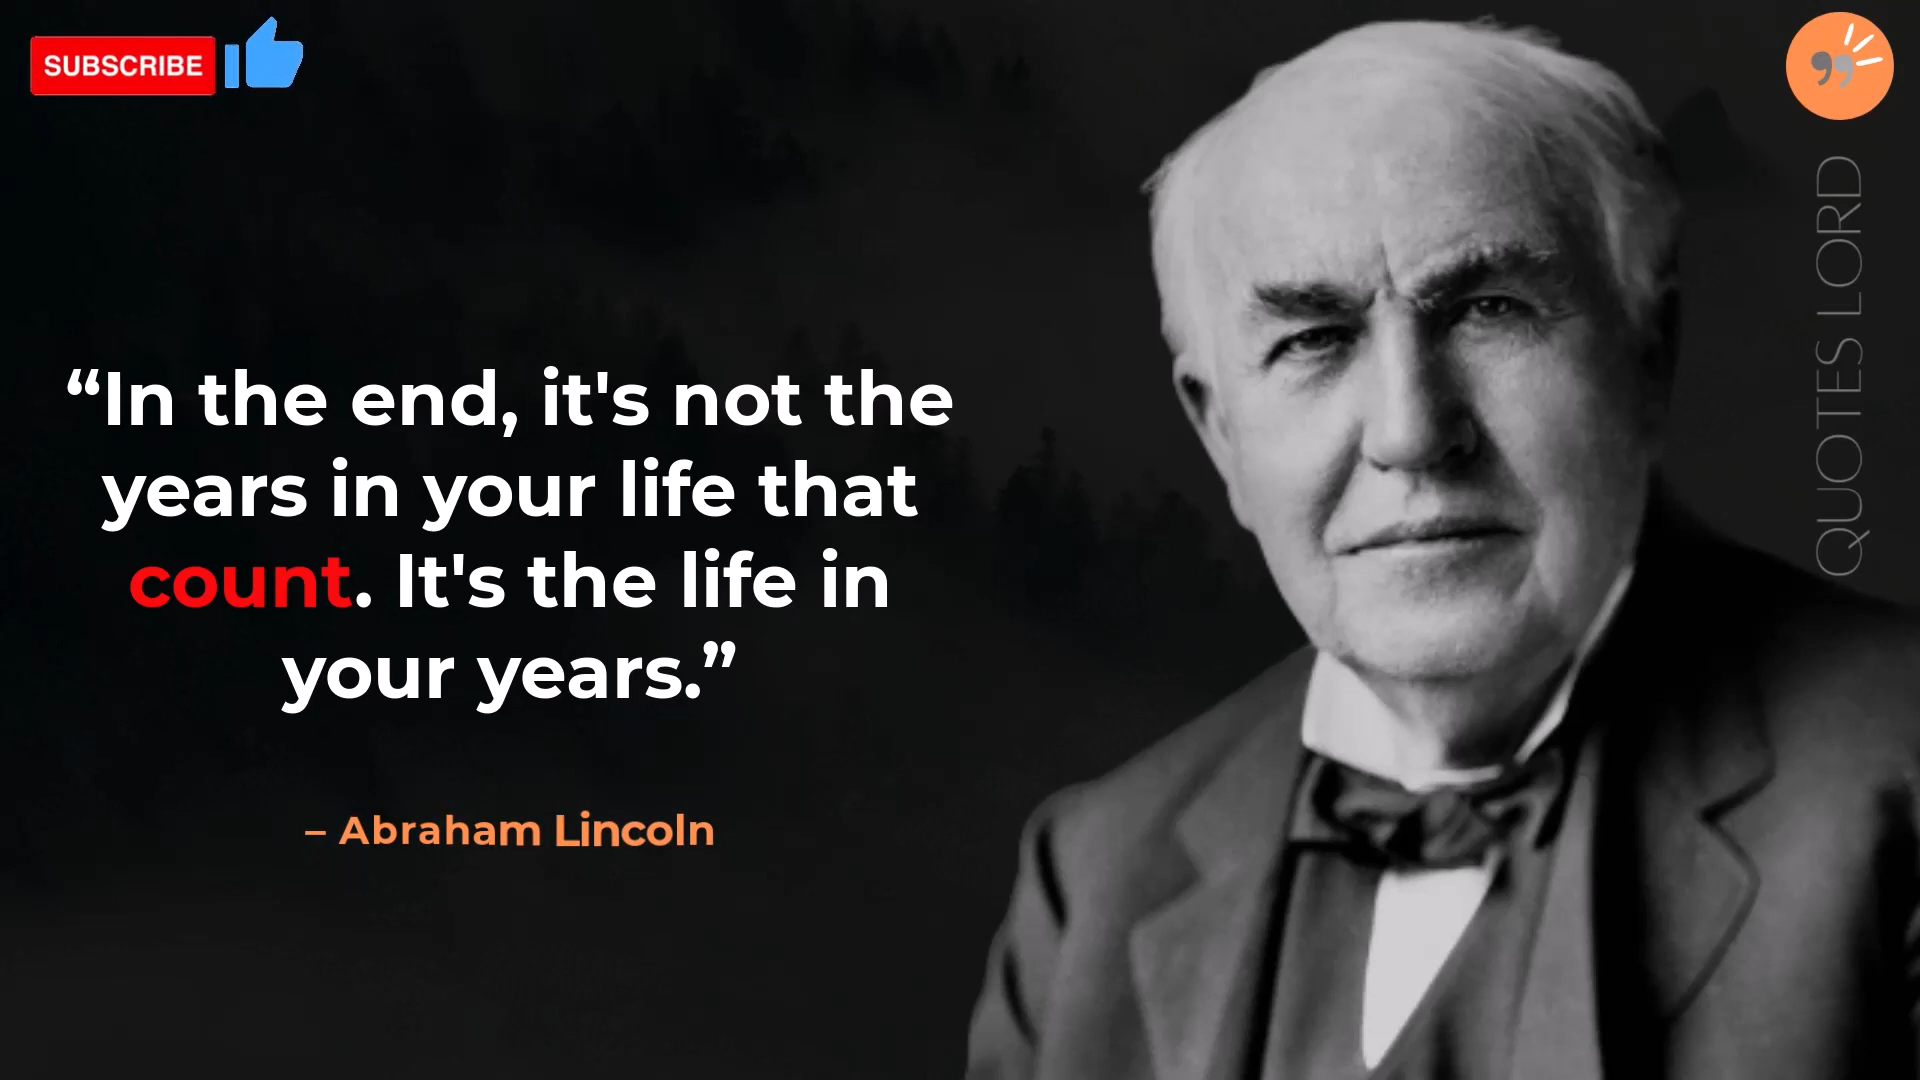 SUBSCRIBE
“In the end, it's not the
years in your life that
count. It's the life in
your years.”
– Abraham Lincoln
QUOTES LORD